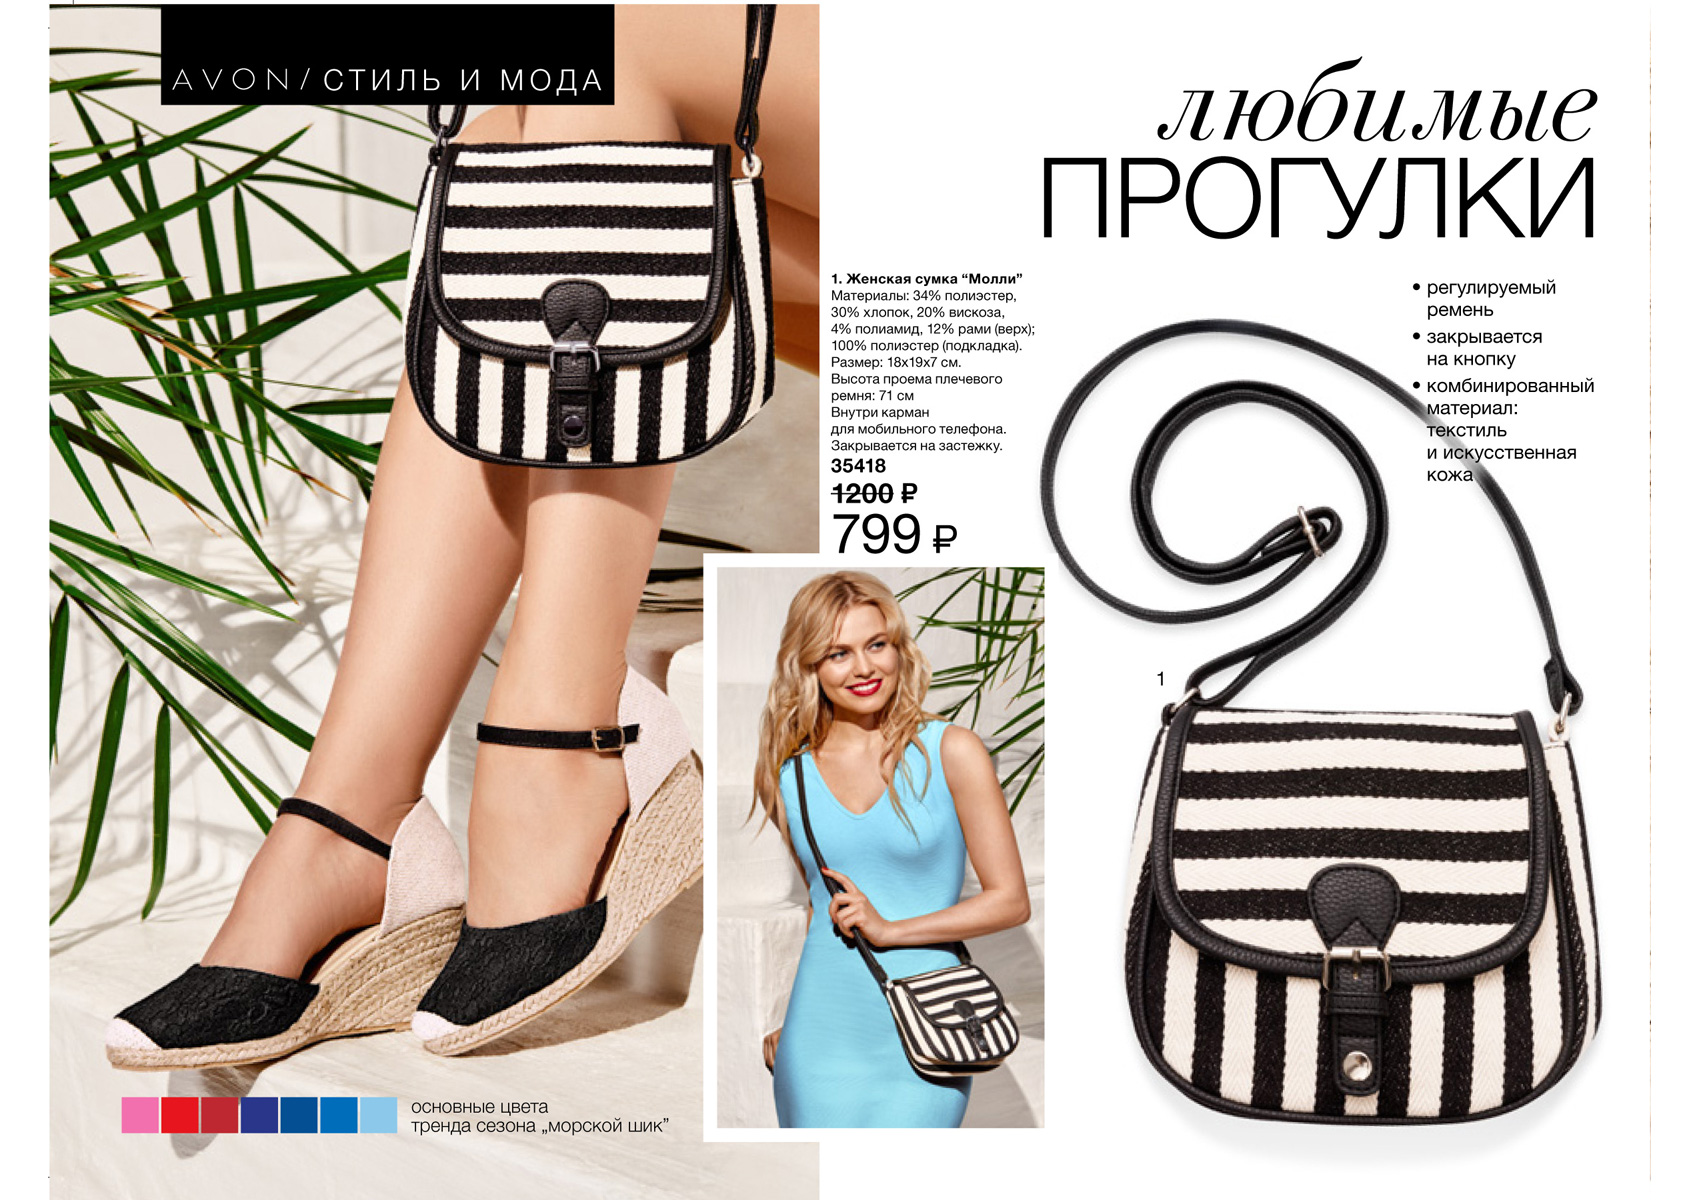 AVON / СТИЛЬ И МОДА
любимые
ПРОГУЛКИ
1. Женская сумка “Молли”
Материалы: 34% полиэстер,
30% хлопок, 20% вискоза,
4% полиамид, 12% рами (верх);
100% полиэстер (подкладка).
Размер: 18х19х7 см.
Высота проема плечевого
ремня: 71 см
Внутри карман
для мобильного телефона.
Закрывается на застежку.
35418
1200 ₽
799 ₽
• регулируемый
ремень
• закрывается
на кнопку
• комбинированный
материал:
текстиль
и искусственная
кожа
1
основные цвета
тренда сезона „морской шик”